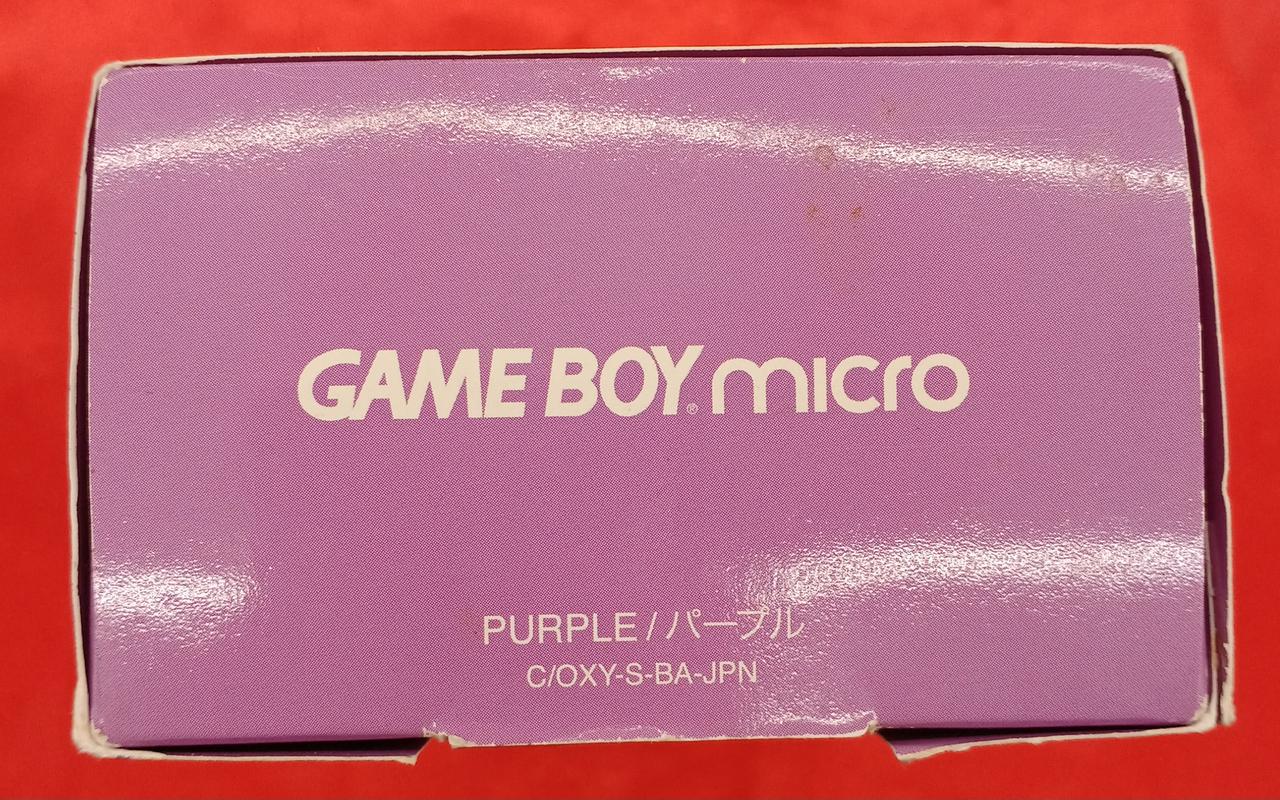 GAME BOY® micro
PURPLE / パープル
C/OXY-S-BA-JPN